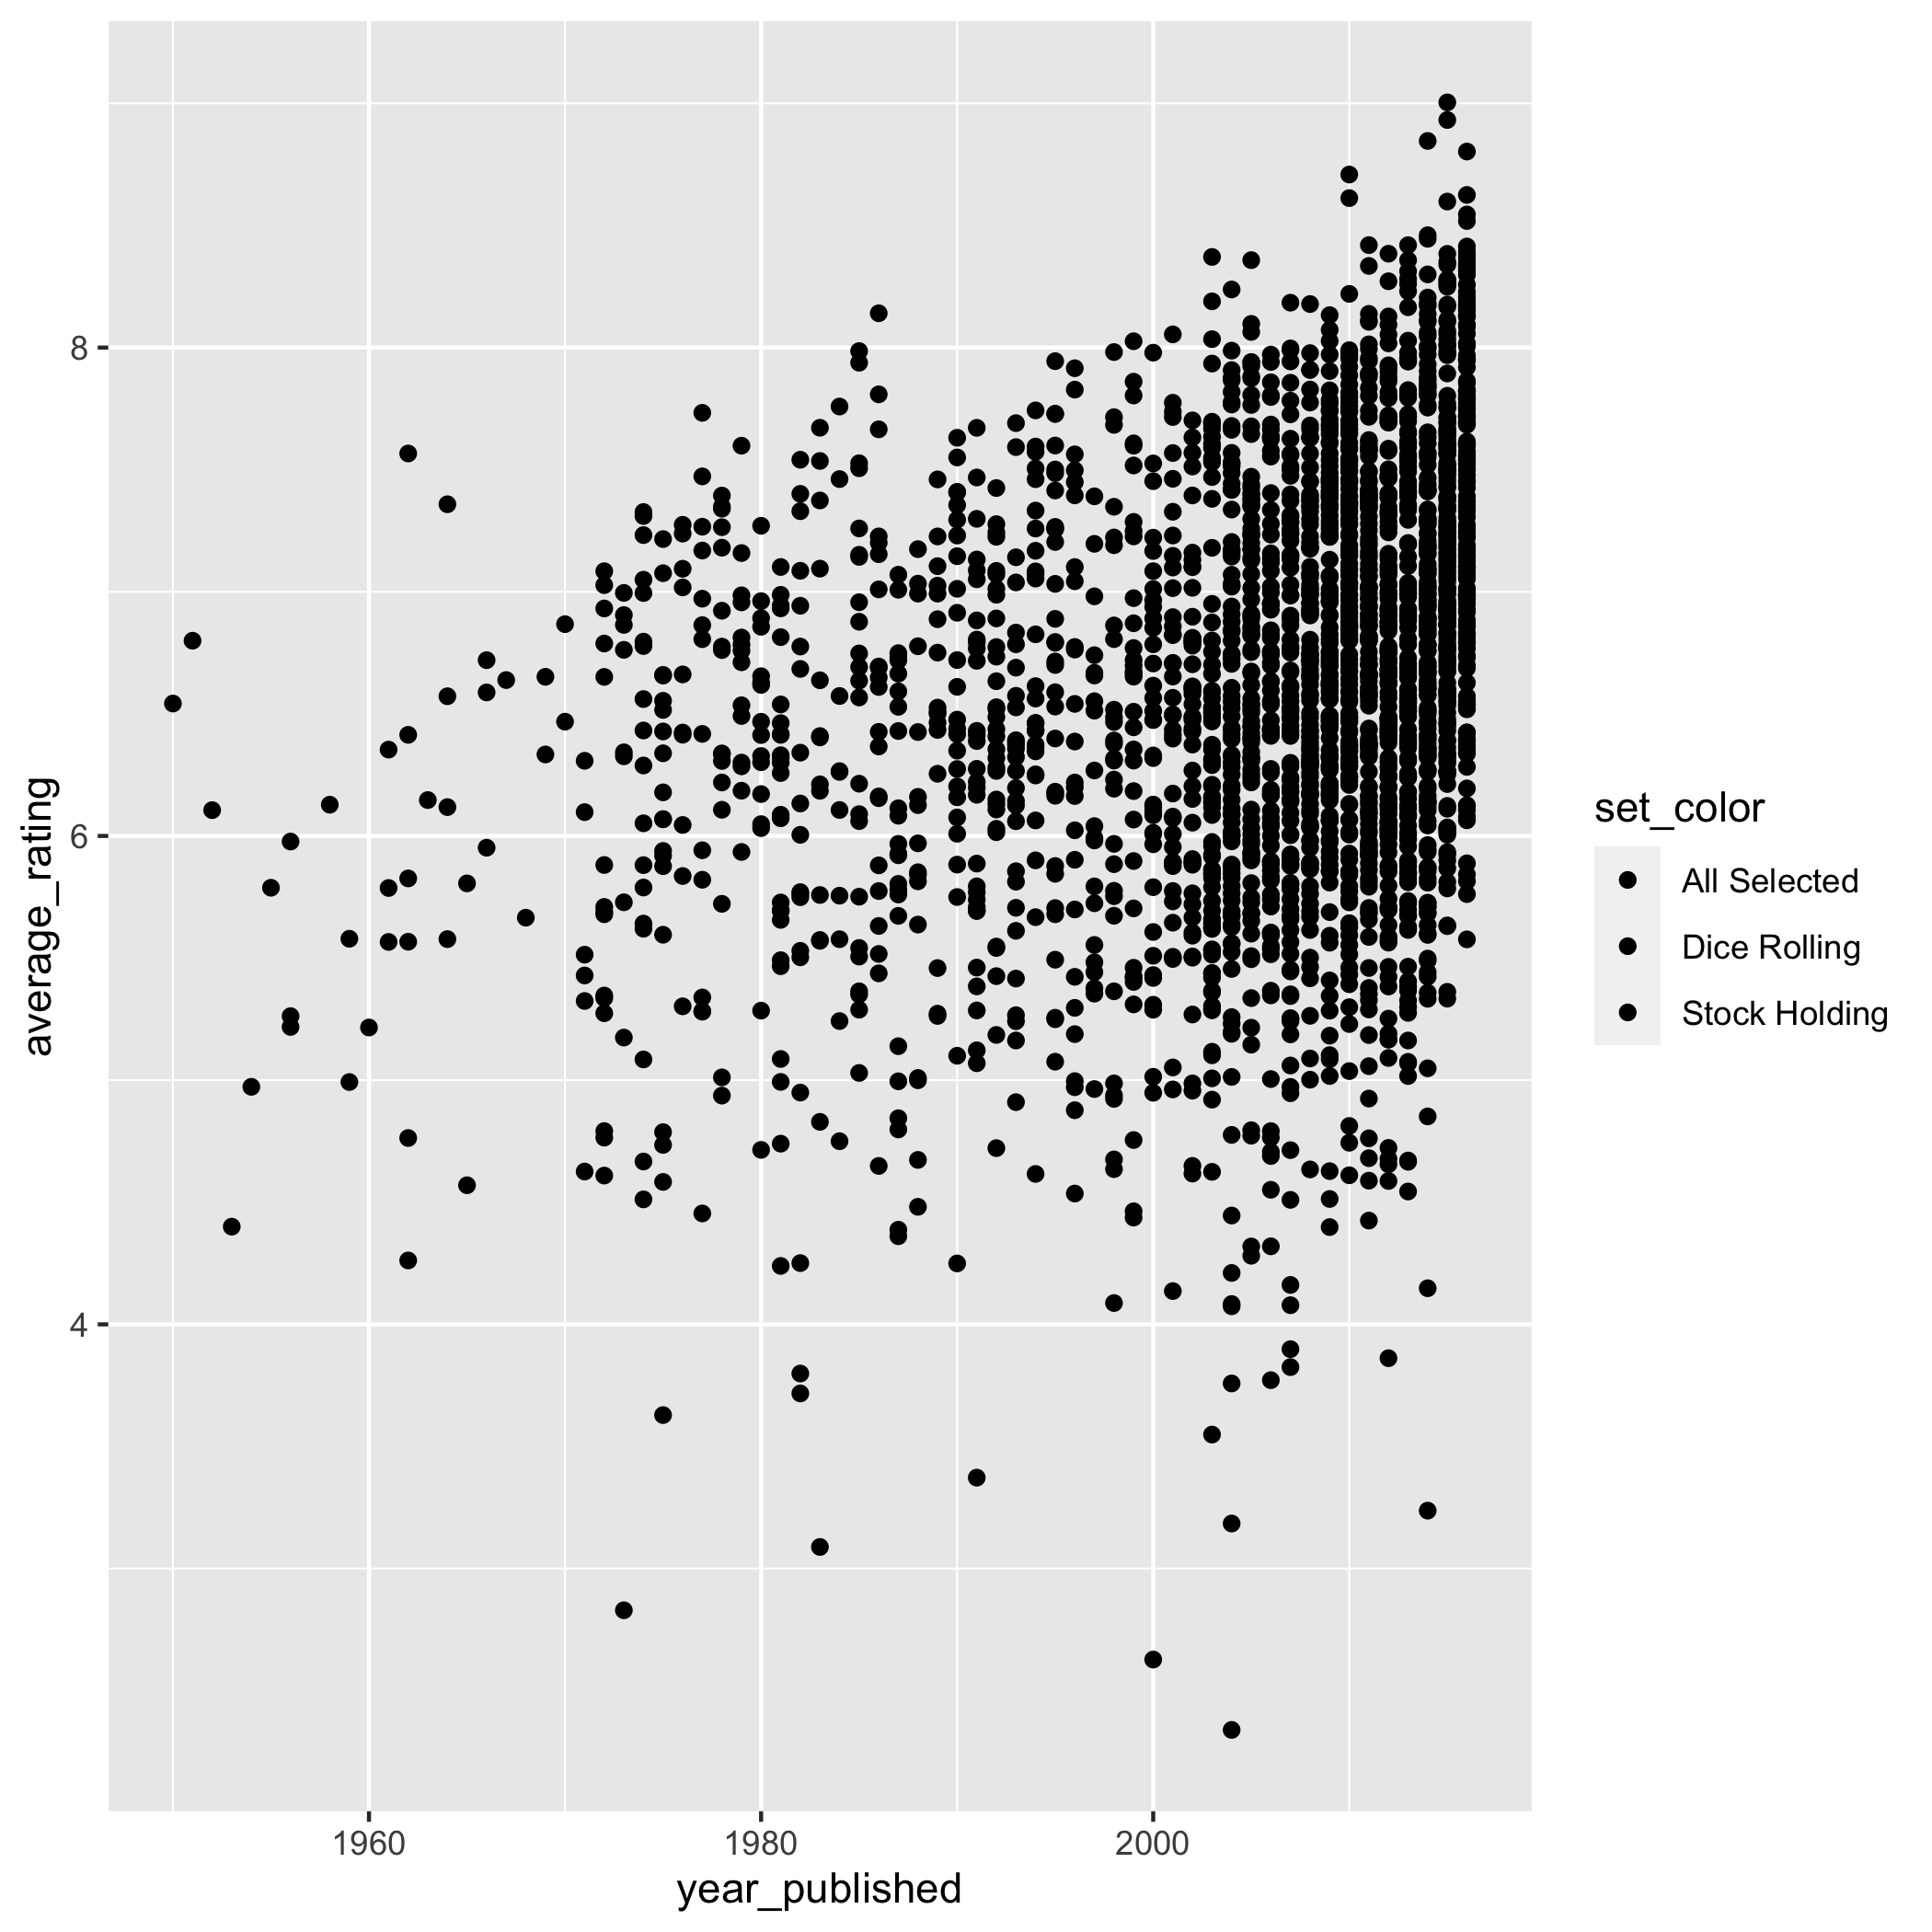 8
6
4
average_rating
1960
1980
2000
year_published
set_color
All Selected
Dice Rolling
Stock Holding